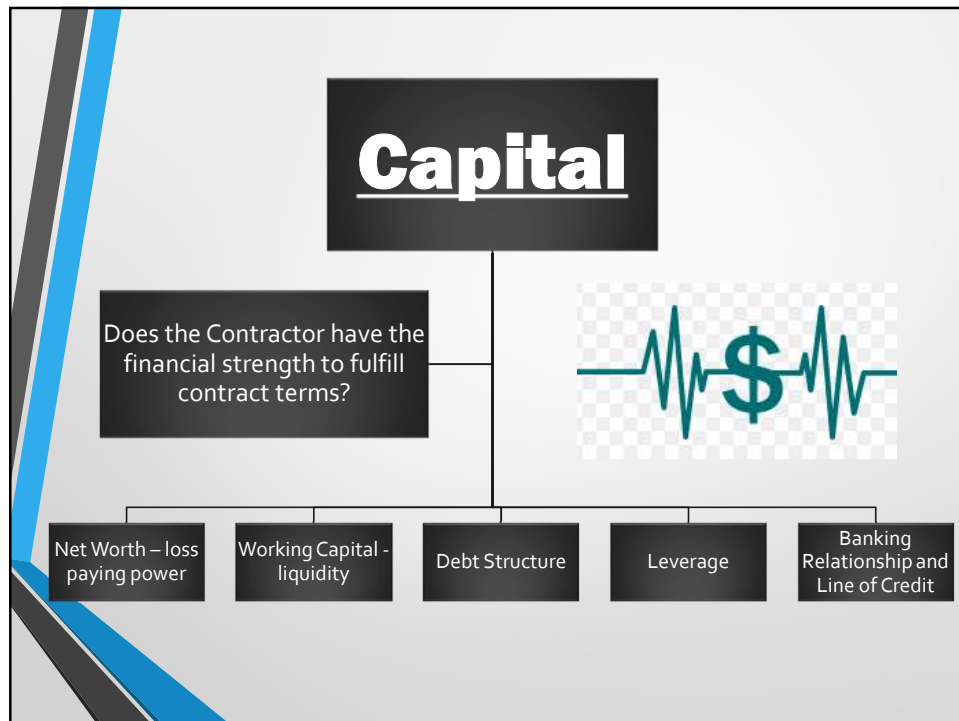 Capital
Does the Contractor have the
financial strength to fulfill
contract terms?
$
Net Worth – loss
paying power
Working Capital -
liquidity
Debt Structure
Leverage
Banking
Relationship and
Line of Credit